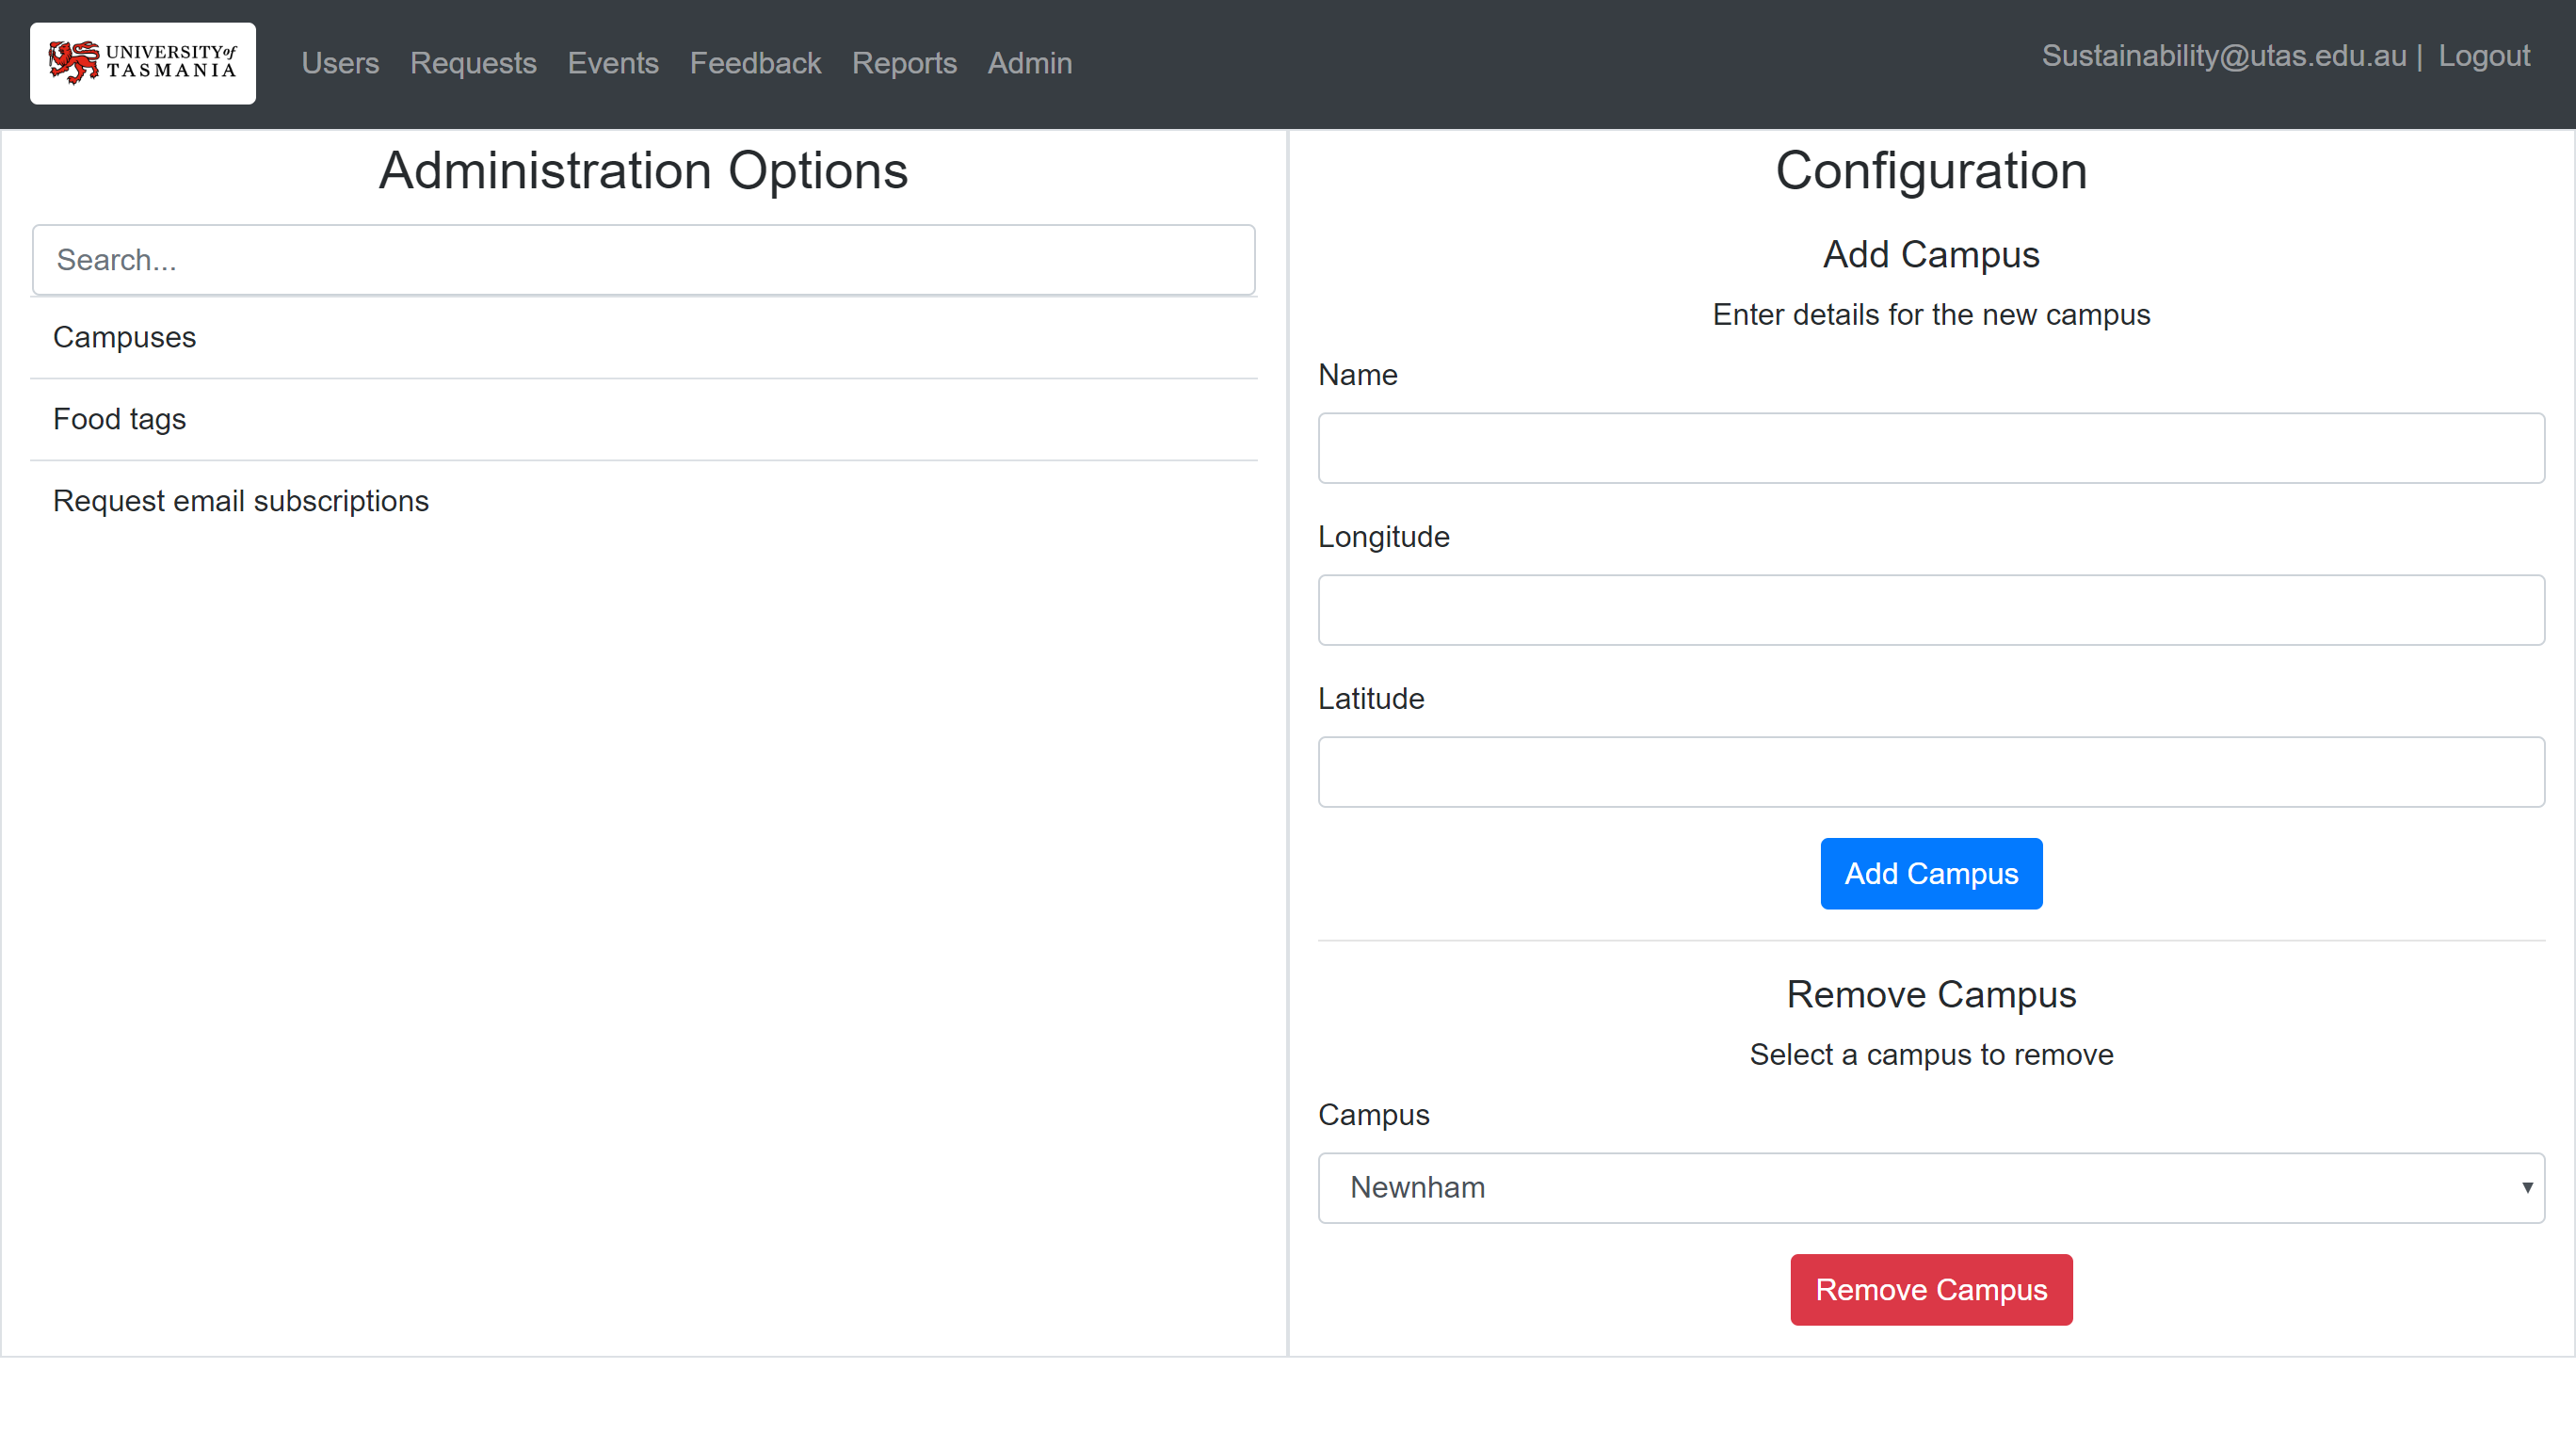 UNIVERSITY of
TASMANIA
Users Requests Events Feedback Reports Admin
Sustainability@utas.edu.au | Logout
Administration Options
Search...
Campuses
Food tags
Request email subscriptions
Configuration
Add Campus
Enter details for the new campus
Name
Longitude
Latitude
Add Campus
Remove Campus
Select a campus to remove
Campus
Newnham
Remove Campus